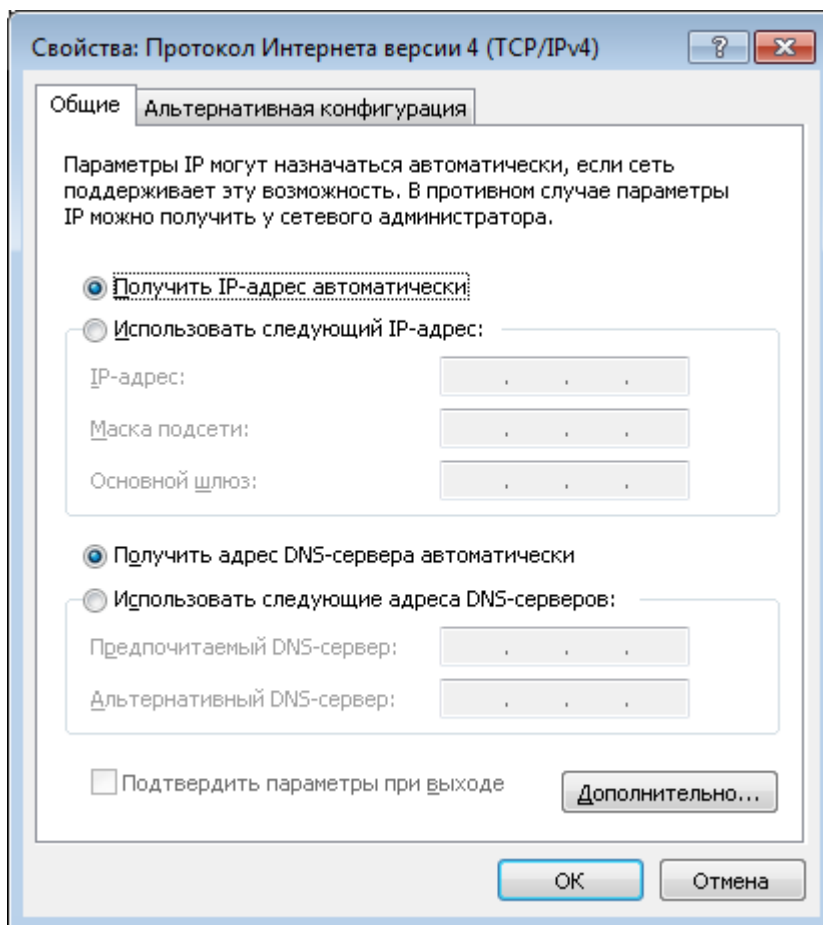 Свойства: Протокол Интернета версии 4 (TCP/IPv4)
Общие
Альтернативная конфигурация
Параметры IP могут назначаться автоматически, если сеть
поддерживает эту возможность. В противном случае параметры
IP можно получить у сетевого администратора.
Получить IP-адрес автоматически
Использовать следующий IP-адрес:
IP-адрес:
Маска подсети:
Основной шлюз:
Получить адрес DNS-сервера автоматически
Использовать следующие адреса DNS-серверов:
Предпочитаемый DNS-сервер:
Альтернативный DNS-сервер:
Подтвердить параметры при выходе
Дополнительно...
ОК
Отмена